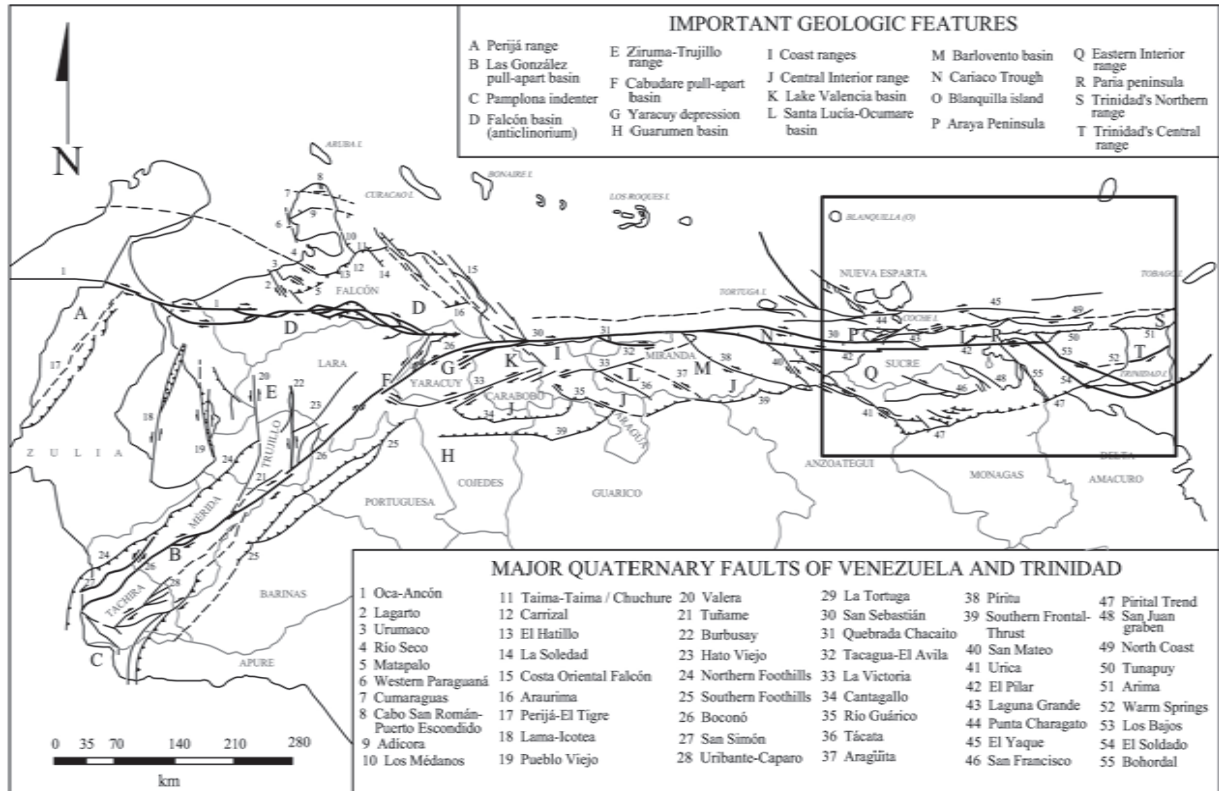 IMPORTANT GEOLOGIC FEATURES
A Perijá range
B Las González
pull-apart basin
C Pamplona indenter
D Falcón basin
(anticlinorium)
E Ziruma-Trujillo
range
F Cabudare pull-apart
basin
G Yaracuy depression
H Guarumen basin
I Coast ranges
J Central Interior range
K Lake Valencia basin
L Santa Lucía-Ocumare
basin
M Barlovento basin
N Cariaco Trough
O Blanquilla island
P Araya Peninsula
Q Eastern Interior
range
R Paria peninsula
S Trinidad's Northern
range
T Trinidad's Central
range
N
ARUBA I.
CURACAO I.
BONAIRE I.
LOS ROQUES I.
BLANQUILLA (O)
TORTUGA I.
NUEVA ESPARTA
COCHE I.
TOBAGO I.
TRINIDAD I.
FALCÓN
LARA
YARACUY
CARABOBO
ARAGUA
MIRANDA
SUCRE
ZULIA
TRUJILLO
MÉRIDA
TACHIRA
BARINAS
APURE
PORTUGUESA
COJEDES
GUARICO
ANZOATEGUI
MONAGAS
DELTA
AMACURO
MAJOR QUATERNARY FAULTS OF VENEZUELA AND TRINIDAD
1 Oca-Ancón
2 Lagarto
3 Urumaco
4 Río Seco
5 Matapalo
6 Western Paraguaná
7 Cumaraguas
8 Cabo San Román-
Puerto Escondido
9 Adícora
10 Los Médanos
11 Taima-Taima / Chuchure
12 Carrizal
13 El Hatillo
14 La Soledad
15 Costa Oriental Falcón
16 Araurima
17 Perijá-El Tigre
18 Lama-Icotea
19 Pueblo Viejo
20 Valera
21 Tuñame
22 Burbusay
23 Hato Viejo
24 Northern Foothills
25 Southern Foothills
26 Boconó
27 San Simón
28 Uribante-Caparo
29 La Tortuga
30 San Sebastián
31 Quebrada Chacaito
32 Tacagua-El Avila
33 La Victoria
34 Cantagallo
35 Río Guárico
36 Tácata
37 Aragüita
38 Píritu
39 Southern Frontal-
Thrust
40 San Mateo
41 Urica
42 El Pilar
43 Laguna Grande
44 Punta Charagato
45 El Yaque
46 San Francisco
47 Pirital Trend
48 San Juan
graben
49 North Coast
50 Tunapuy
51 Arima
52 Warm Springs
53 Los Bajos
54 El Soldado
55 Bohordal
0 35 70 140 210 280
km